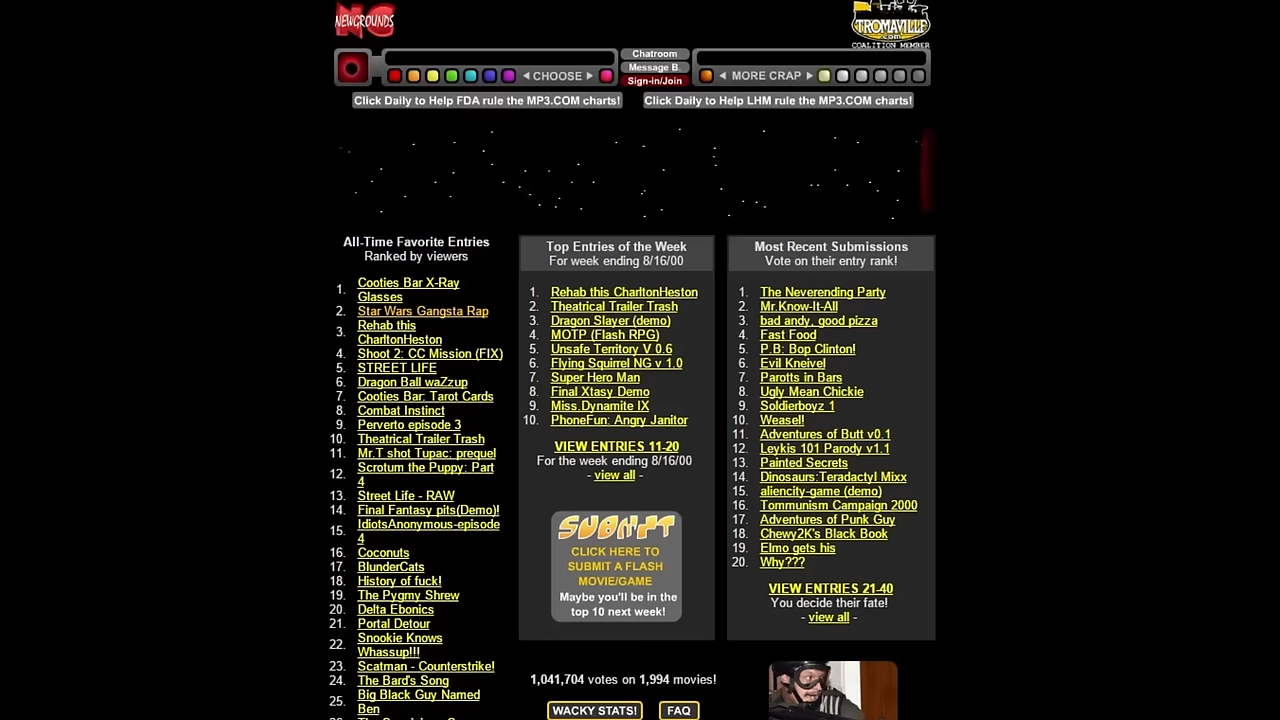 NG
NEWGROUNDS
TROMAVILLE
.com
COALITION MEMBER
Chatroom
Message B.
Sign-in/Join
CHOOSE
MORE CRAP
Click Daily to Help FDA rule the MP3.COM charts!
Click Daily to Help LHM rule the MP3.COM charts!
All-Time Favorite Entries
Ranked by viewers
1. Cooties Bar X-Ray
Glasses
2. Star Wars Gangsta Rap
3. Rehab this
CharltonHeston
4. Shoot 2: CC Mission (FIX)
5. STREET LIFE
6. Dragon Ball waZzup
7. Cooties Bar: Tarot Cards
8. Combat Instinct
9. Perverto episode 3
10. Theatrical Trailer Trash
11. Mr.T shot Tupac: prequel
12. Scrotum the Puppy: Part
4
13. Street Life - RAW
14. Final Fantasy pits(Demo)!
15. IdiotsAnonymous-episode
4
16. Coconuts
17. BlunderCats
18. History of fuck!
19. The Pygmy Shrew
20. Delta Ebonics
21. Portal Detour
22. Snookie Knows
Whassup!!!
23. Scatman - Counterstrike!
24. The Bard's Song
25. Big Black Guy Named
Ben
Top Entries of the Week
For week ending 8/16/00
1. Rehab this CharltonHeston
2. Theatrical Trailer Trash
3. Dragon Slayer (demo)
4. MOTP (Flash RPG)
5. Unsafe Territory V 0.6
6. Flying Squirrel NG v 1.0
7. Super Hero Man
8. Final Xtasy Demo
9. Miss.Dynamite IX
10. PhoneFun: Angry Janitor
VIEW ENTRIES 11-20
For the week ending 8/16/00
- view all -
SUBMIT
CLICK HERE TO
SUBMIT A FLASH
MOVIE/GAME
Maybe you'll be in the
top 10 next week!
1,041,704 votes on 1,994 movies!
WACKY STATS!
FAQ
Most Recent Submissions
Vote on their entry rank!
1. The Neverending Party
2. Mr.Know-It-All
3. bad andy, good pizza
4. Fast Food
5. P.B: Bop Clinton!
6. Evil Kneivel
7. Parotts in Bars
8. Ugly Mean Chickie
9. Soldierboyz 1
10. Weasel!
11. Adventures of Butt v0.1
12. Leykis 101 Parody v1.1
13. Painted Secrets
14. Dinosaurs:Teradactyl Mixx
15. aliencity-game (demo)
16. Tommunism Campaign 2000
17. Adventures of Punk Guy
18. Chewy2K's Black Book
19. Elmo gets his
20. Why???
VIEW ENTRIES 21-40
You decide their fate!
- view all -